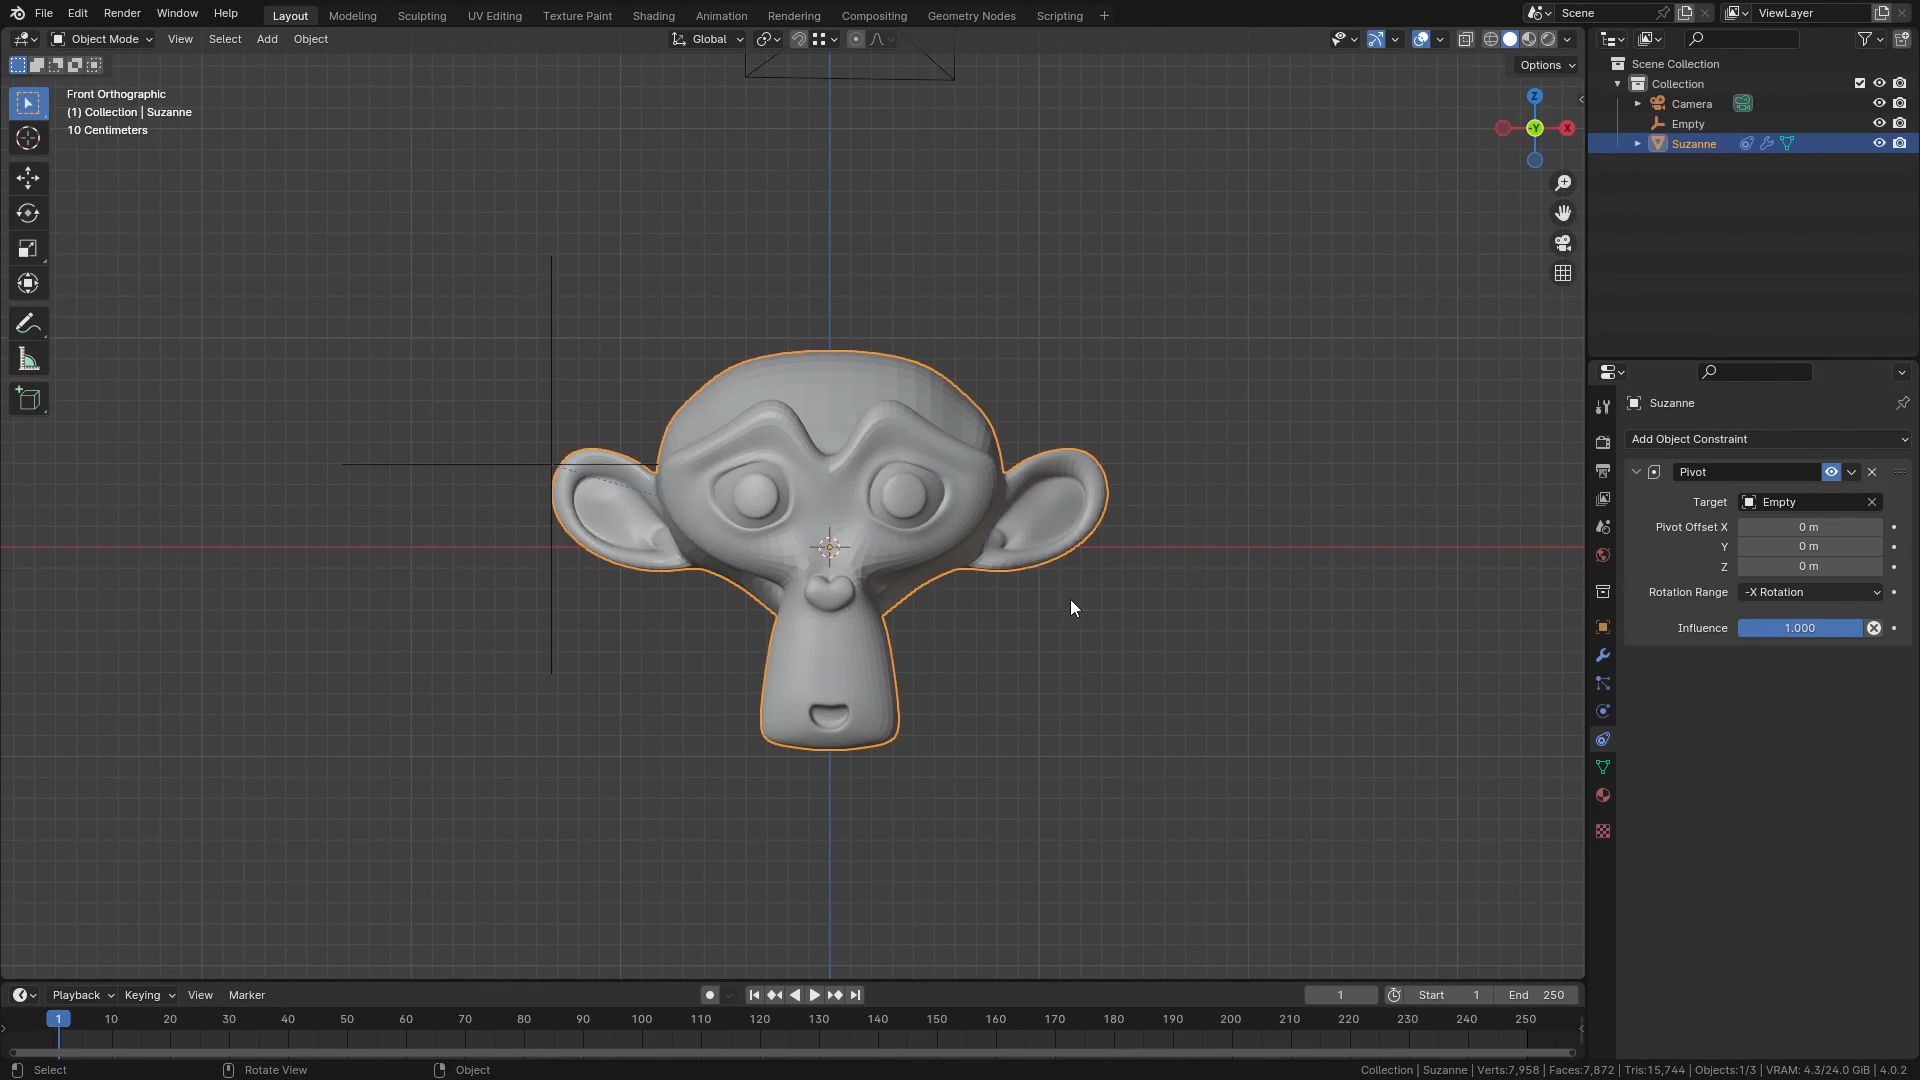 File Edit Render Window Help Layout Modeling Sculpting UV Editing Texture Paint Shading Animation Rendering Compositing Geometry Nodes Scripting + Scene ViewLayer
Object Mode View Select Add Object Global
Options
Front Orthographic
(1) Collection | Suzanne
10 Centimeters
Z
-Y
X
Scene Collection
Collection
Camera
Empty
Suzanne
Suzanne
Add Object Constraint
Pivot
Target Empty
Pivot Offset X 0 m
Y 0 m
Z 0 m
Rotation Range -X Rotation
Influence 1.000
Playback Keying View Marker 1 Start 1 End 250
1 10 20 30 40 50 60 70 80 90 100 110 120 130 140 150 160 170 180 190 200 210 220 230 240 250
Select Rotate View Object Collection | Suzanne | Verts:7,958 | Faces:7,872 | Tris:15,744 | Objects:1/3 | VRAM: 4.3/24.0 GiB | 4.0.2